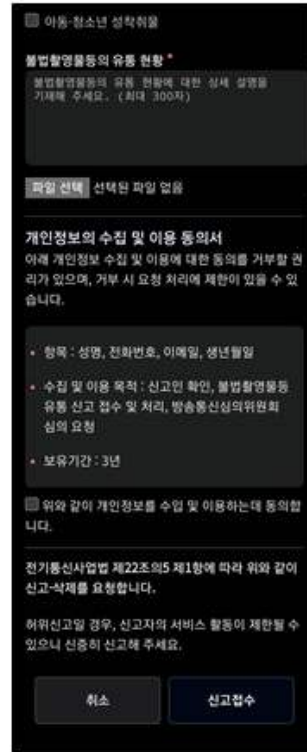 아동·청소년 성착취물
불법촬영물등의 유통 현황 *
불법촬영물등의 유통 현황에 대한 상세 설명을
기재해 주세요. (최대 300자)
파일 선택 선택된 파일 없음
개인정보의 수집 및 이용 동의서
아래 개인정보 수집 및 이용에 대한 동의를 거부할 권
리가 있으며, 거부 시 요청 처리에 제한이 있을 수 있
습니다.
• 항목 : 성명, 전화번호, 이메일, 생년월일
• 수집 및 이용 목적 : 신고인 확인, 불법촬영물등
유통 신고 접수 및 처리, 방송통신심의위원회
심의 요청
• 보유기간 : 3년
위와 같이 개인정보를 수입 및 이용하는데 동의합
니다.
전기통신사업법 제22조의5 제1항에 따라 위와 같이
신고·삭제를 요청합니다.
허위신고일 경우, 신고자의 서비스 활동이 제한될 수
있으니 신중히 신고해 주세요.
취소
신고접수